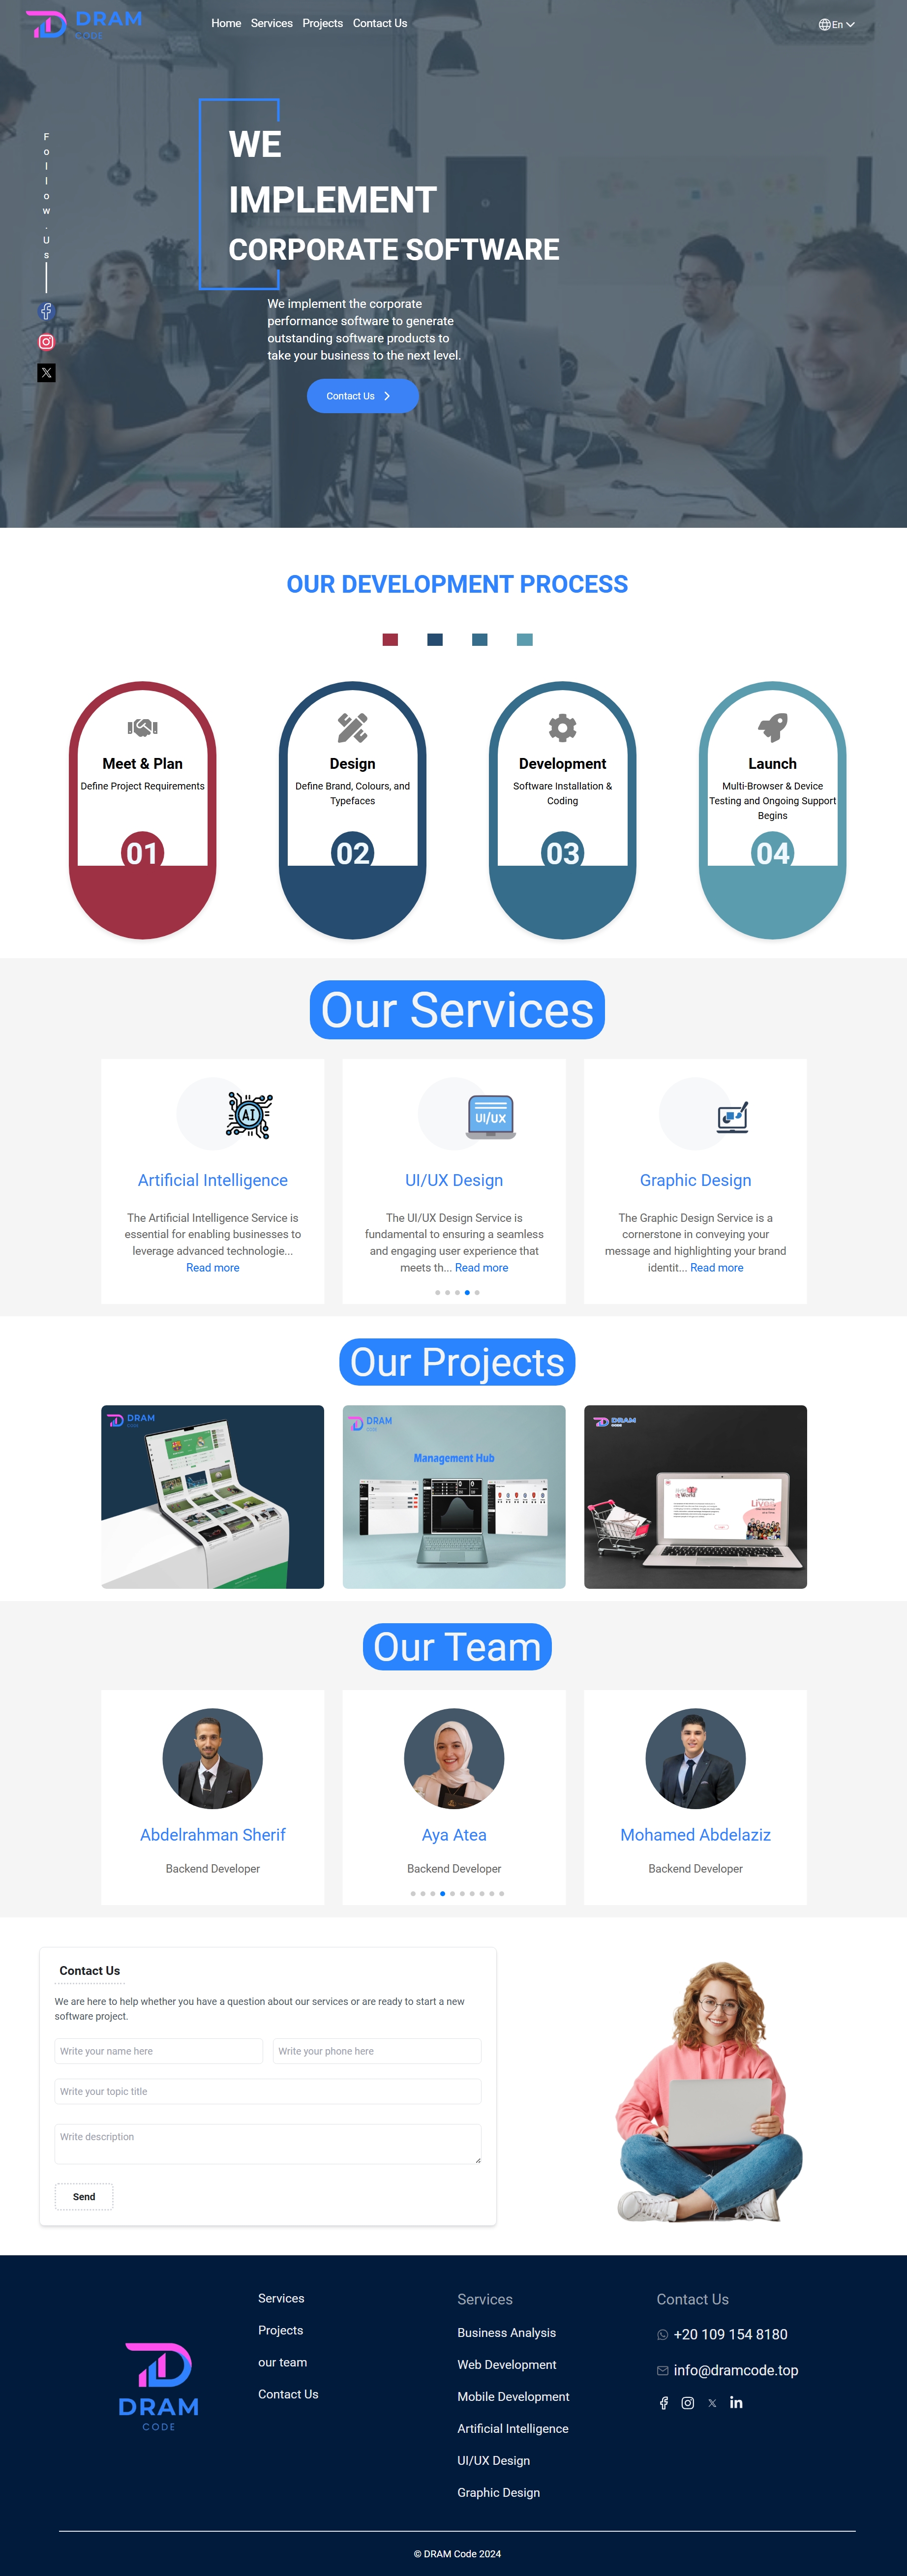 DRAM
CODE
Home Services Projects Contact Us
En
Follow.Us
WE
IMPLEMENT
CORPORATE SOFTWARE
We implement the corporate
performance software to generate
outstanding software products to
take your business to the next level.
Contact Us
OUR DEVELOPMENT PROCESS
Meet & Plan
Define Project Requirements
01
Design
Define Brand, Colours, and
Typefaces
02
Development
Software Installation &
Coding
03
Launch
Multi-Browser & Device
Testing and Ongoing Support
Begins
04
Our Services
AI
Artificial Intelligence
The Artificial Intelligence Service is
essential for enabling businesses to
leverage advanced technologie...
Read more
UI/UX
UI/UX Design
The UI/UX Design Service is
fundamental to ensuring a seamless
and engaging user experience that
meets th... Read more
Graphic Design
The Graphic Design Service is a
cornerstone in conveying your
message and highlighting your brand
identit... Read more
Our Projects
DRAM
CODE
DRAM
CODE
Management Hub
DRAM
CODE
Our Team
Abdelrahman Sherif
Backend Developer
Aya Atea
Backend Developer
Mohamed Abdelaziz
Backend Developer
Contact Us
We are here to help whether you have a question about our services or are ready to start a new
software project.
Write your name here
Write your phone here
Write your topic title
Write description
Send
DRAM
CODE
Services
Projects
our team
Contact Us
Services
Business Analysis
Web Development
Mobile Development
Artificial Intelligence
UI/UX Design
Graphic Design
Contact Us
+20 109 154 8180
info@dramcode.top
© DRAM Code 2024